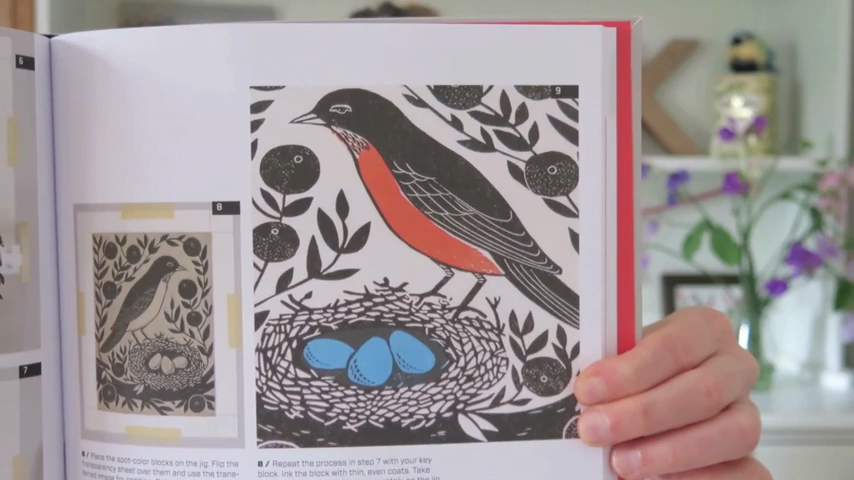 6
7
8
9
6 / Place the spot-color blocks on the jig. Flip the
transparency sheet over them and use the trans-
8 / Repeat the process in step 7 with your key
block. Ink the block with thin, even coats. Take